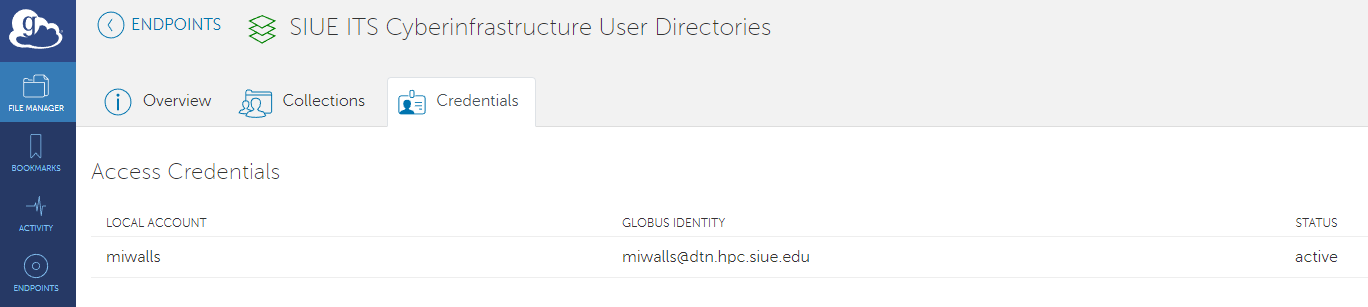 g
ENDPOINTS
SIUE ITS Cyberinfrastructure User Directories
FILE MANAGER
Overview
Collections
Credentials
BOOKMARKS
Access Credentials
LOCAL ACCOUNT GLOBUS IDENTITY STATUS
ACTIVITY
miwalls miwalls@dtn.hpc.siue.edu active
ENDPOINTS